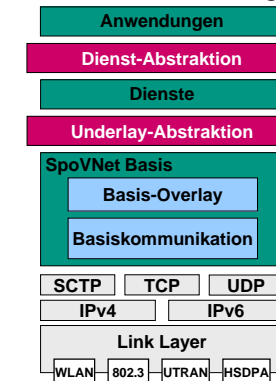 Anwendungen
Dienst-Abstraktion
Dienste
Underlay-Abstraktion
SpoVNet Basis
Basis-Overlay
Basiskommunikation
SCTP TCP UDP
IPv4 IPv6
Link Layer
WLAN 802.3 UTRAN HSDPA